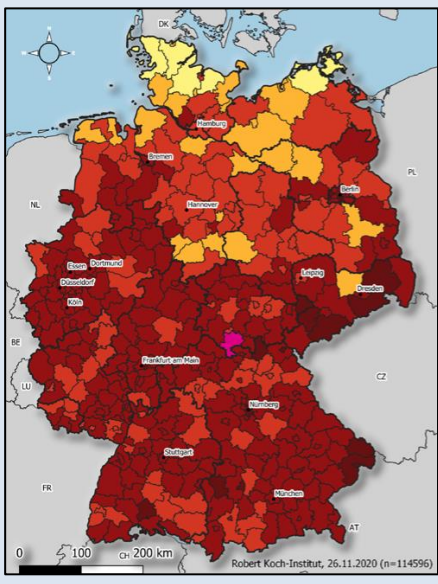 DK
Hamburg
Bremen
PL
Berlin
NL
Hannover
Essen Dortmund
Düsseldorf
Leipzig
Dresden
Köln
BE
Frankfurt am Main
CZ
LU
Nürnberg
Stuttgart
FR
München
AT
0 100 CH 200 km
Robert Koch-Institut, 26.11.2020 (n=114596)